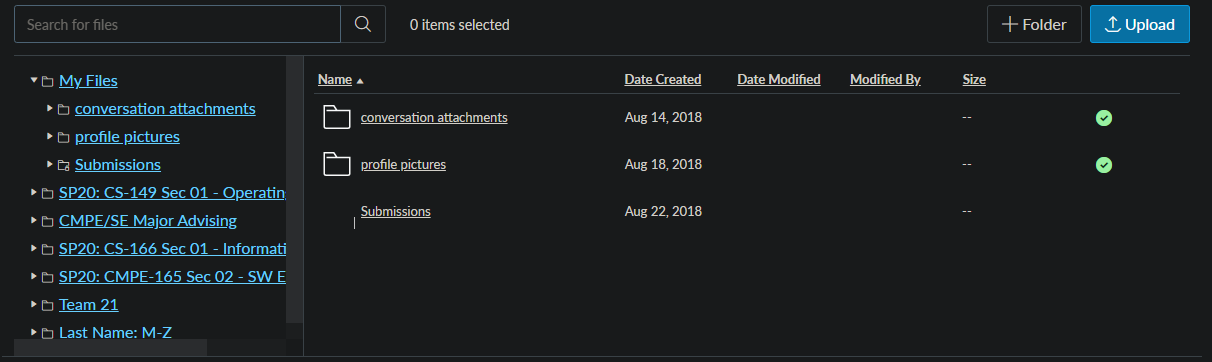 Search for files
0 items selected
Folder
Upload
My Files
conversation attachments
profile pictures
Submissions
SP20: CS-149 Sec 01 - Operating
CMPE/SE Major Advising
SP20: CS-166 Sec 01 - Informati
SP20: CMPE-165 Sec 02 - SW E
Team 21
Last Name: M-Z
Name Date Created Date Modified Modified By Size
conversation attachments Aug 14, 2018 --
profile pictures Aug 18, 2018 --
Submissions Aug 22, 2018 --